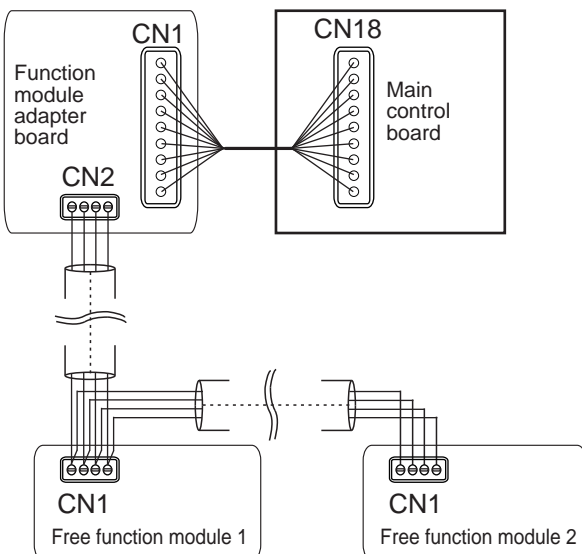 CN1
CN18
Function
module
adapter
board
Main
control
board
CN2
CN1
Free function module 1
CN1
Free function module 2